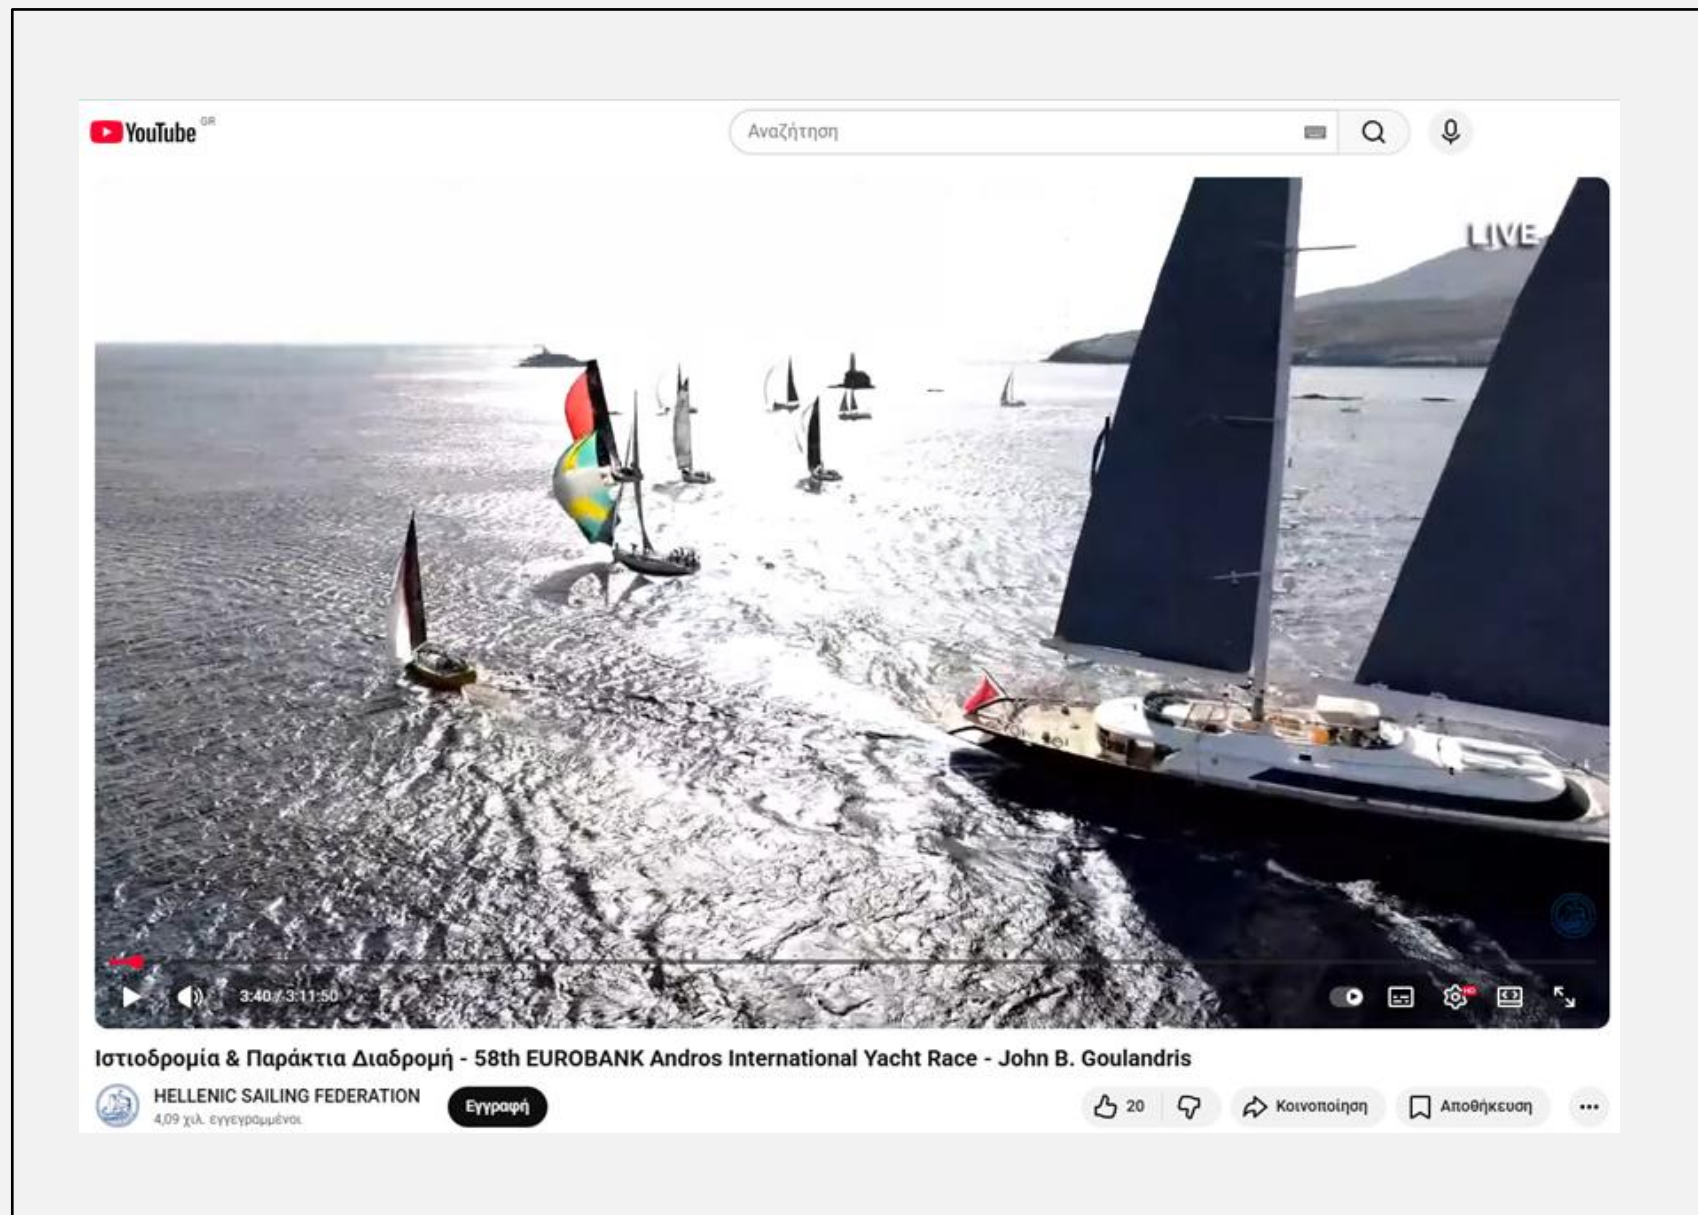 YouTube GR
Αναζήτηση
LIVE
3:40 / 3:11:50
HD
Ιστιοδρομία & Παράκτια Διαδρομή - 58th EUROBANK Andros International Yacht Race - John B. Goulandris
HELLENIC SAILING FEDERATION
4,09 χιλ. εγγεγραμμένοι
Εγγραφή
20
Κοινοποίηση
Αποθήκευση